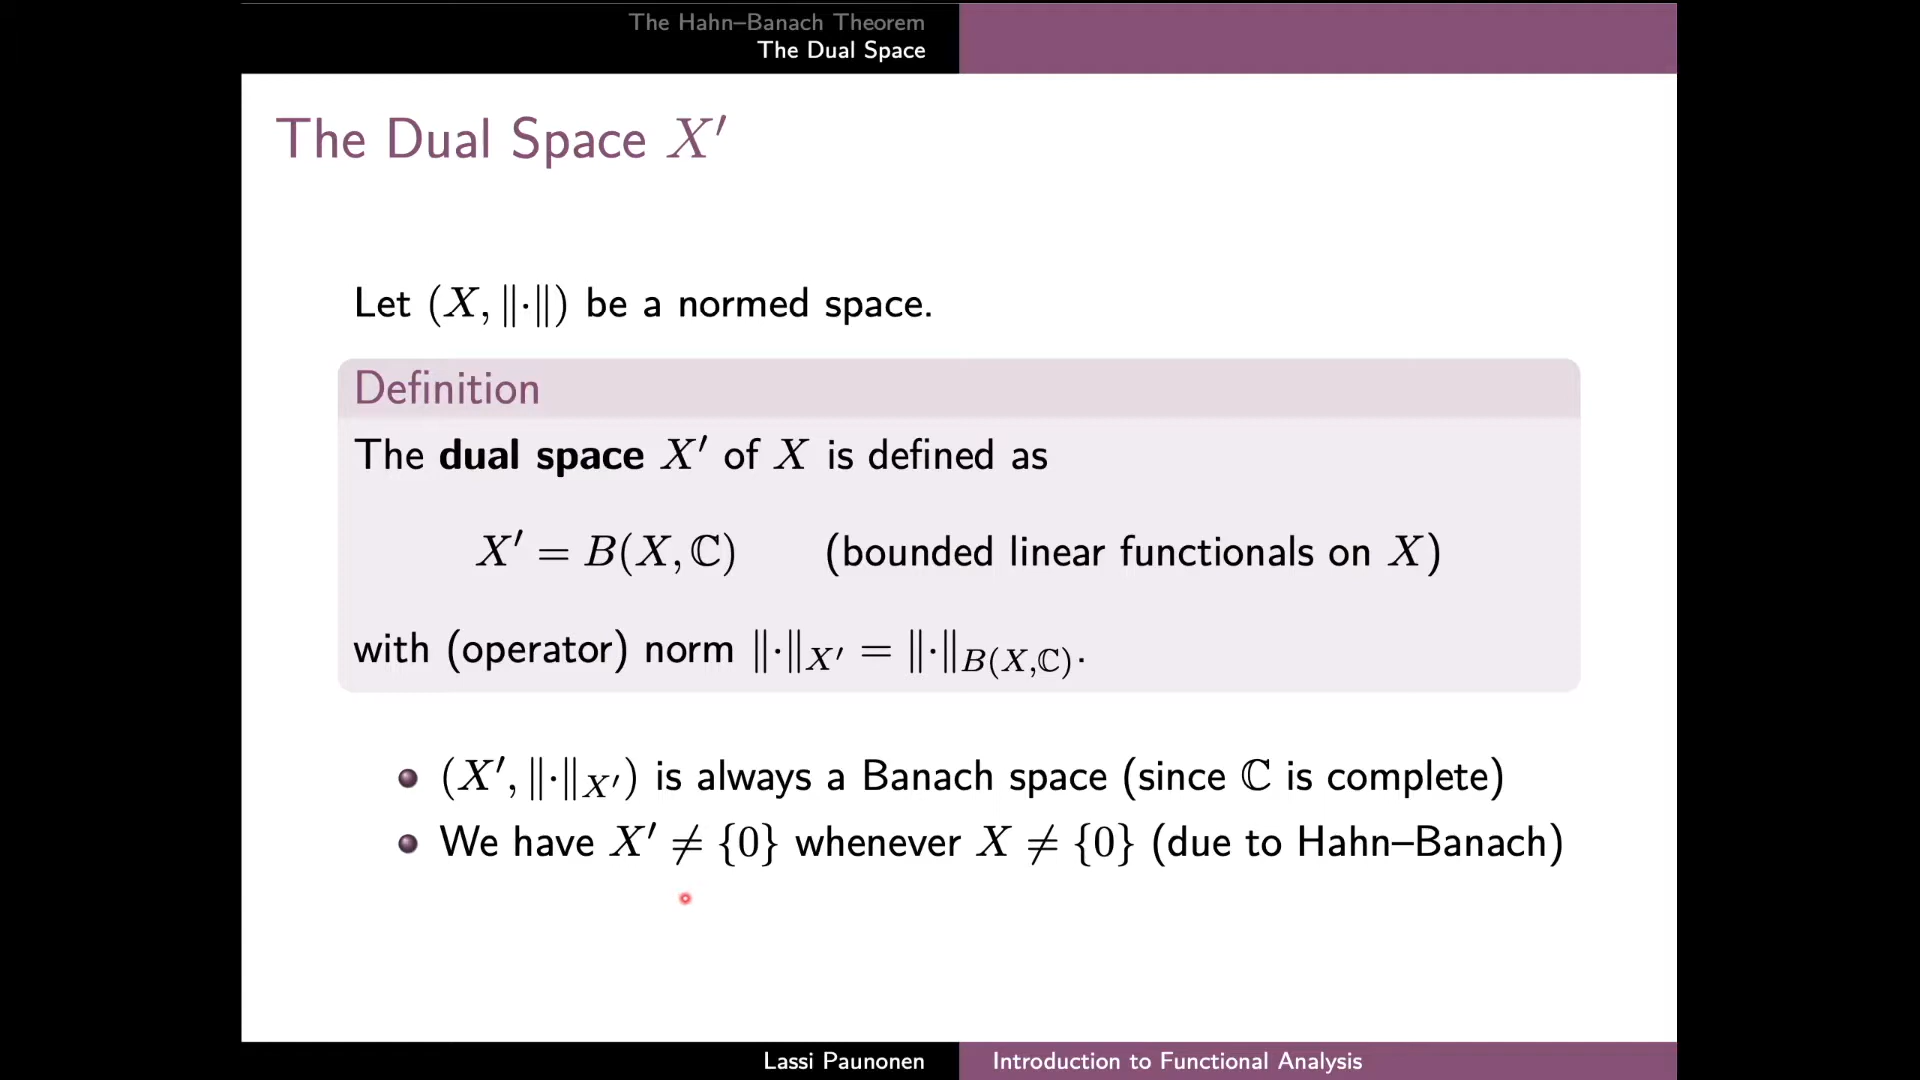 The Hahn–Banach Theorem
The Dual Space
The Dual Space X′
Let (X, ‖·‖) be a normed space.
Definition
The dual space X′ of X is defined as
X′ = B(X, ℂ) (bounded linear functionals on X)
with (operator) norm ‖·‖_{X′} = ‖·‖_{B(X,ℂ)}.
(X′, ‖·‖_{X′}) is always a Banach space (since ℂ is complete)
We have X′ ≠ {0} whenever X ≠ {0} (due to Hahn–Banach)
Lassi Paunonen
Introduction to Functional Analysis